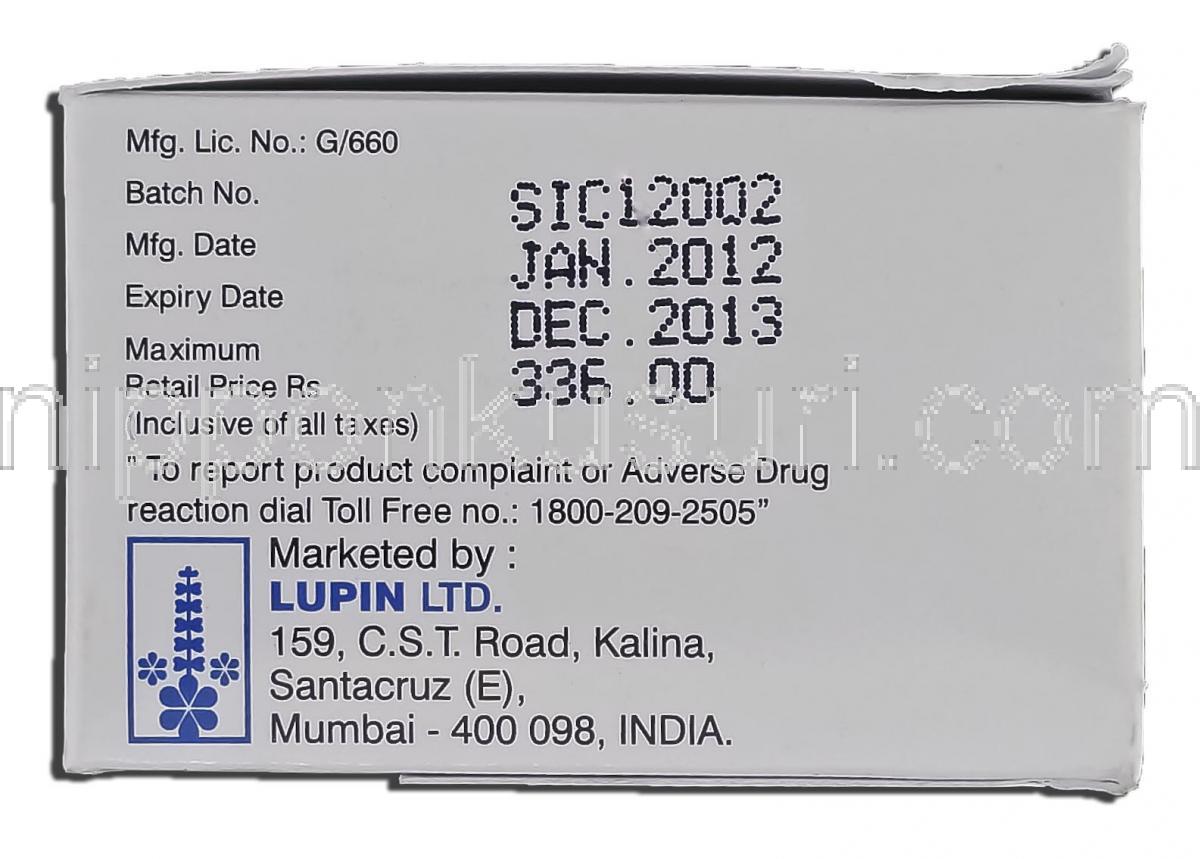 Mfg. Lic. No.: G/660
Batch No. SIC12002
Mfg. Date JAN.2012
Expiry Date DEC.2013
Maximum
Retail Price Rs 336.00
(Inclusive of all taxes)
nipponkusuri.com
" To report product complaint or Adverse Drug
reaction dial Toll Free no.: 1800-209-2505"
Marketed by :
LUPIN LTD.
159, C.S.T. Road, Kalina,
Santacruz (E),
Mumbai - 400 098, INDIA.